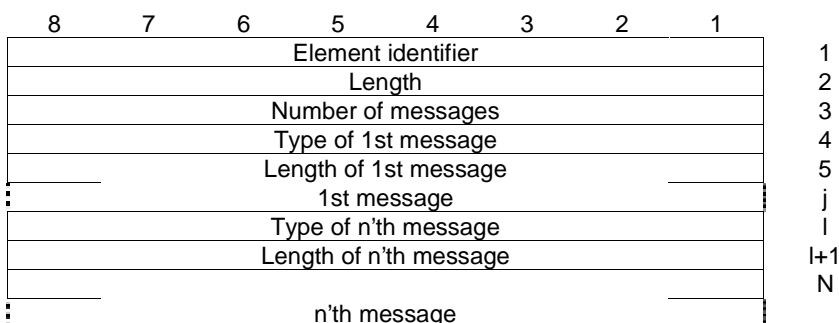 8 7 6 5 4 3 2 1
Element identifier 1
Length 2
Number of messages 3
Type of 1st message 4
Length of 1st message 5
1st message j
Type of n'th message l
Length of n'th message l+1
N
n'th message